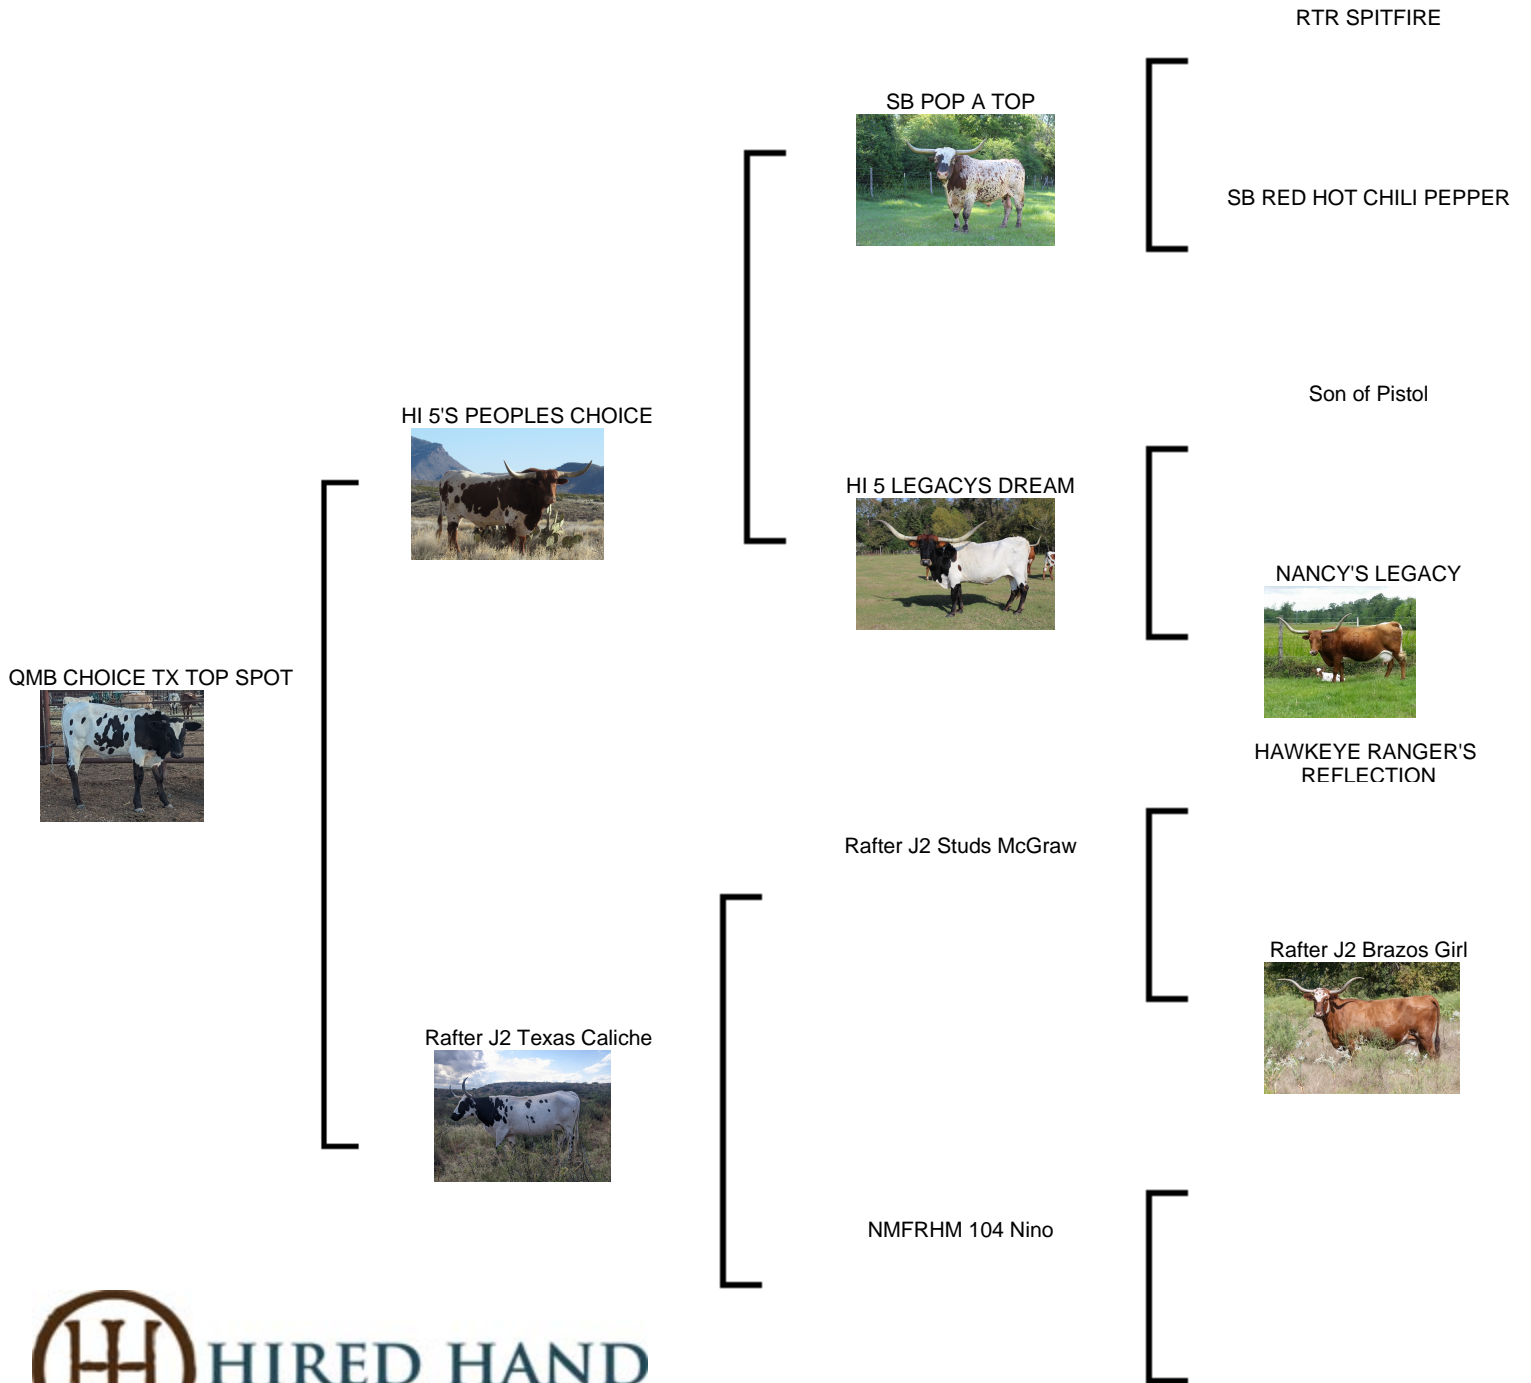 RTR SPITFIRE
SB POP A TOP
SB RED HOT CHILI PEPPER
Son of Pistol
HI 5'S PEOPLES CHOICE
HI 5 LEGACYS DREAM
NANCY'S LEGACY
QMB CHOICE TX TOP SPOT
HAWKEYE RANGER'S
REFLECTION
Rafter J2 Studs McGraw
Rafter J2 Brazos Girl
Rafter J2 Texas Caliche
NMFRHM 104 Nino
HIRED HAND